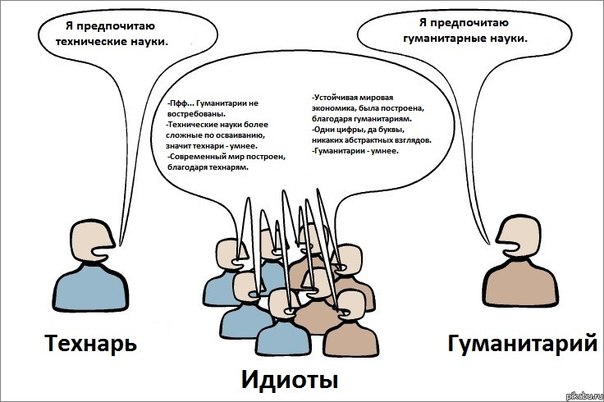 Я предпочитаю
технические науки.
Я предпочитаю
гуманитарные науки.
-Пфф... Гуманитарии не
востребованы.
-Технические науки более
сложные по осваиванию,
значит технари - умнее.
-Современный мир построен,
благодаря технарям.
-Устойчивая мировая
экономика, была построена,
благодаря гуманитариям.
-Одни цифры, да буквы,
никаких абстрактных взглядов.
-Гуманитарии - умнее.
Технарь
Идиоты
Гуманитарий
pikabu.ru